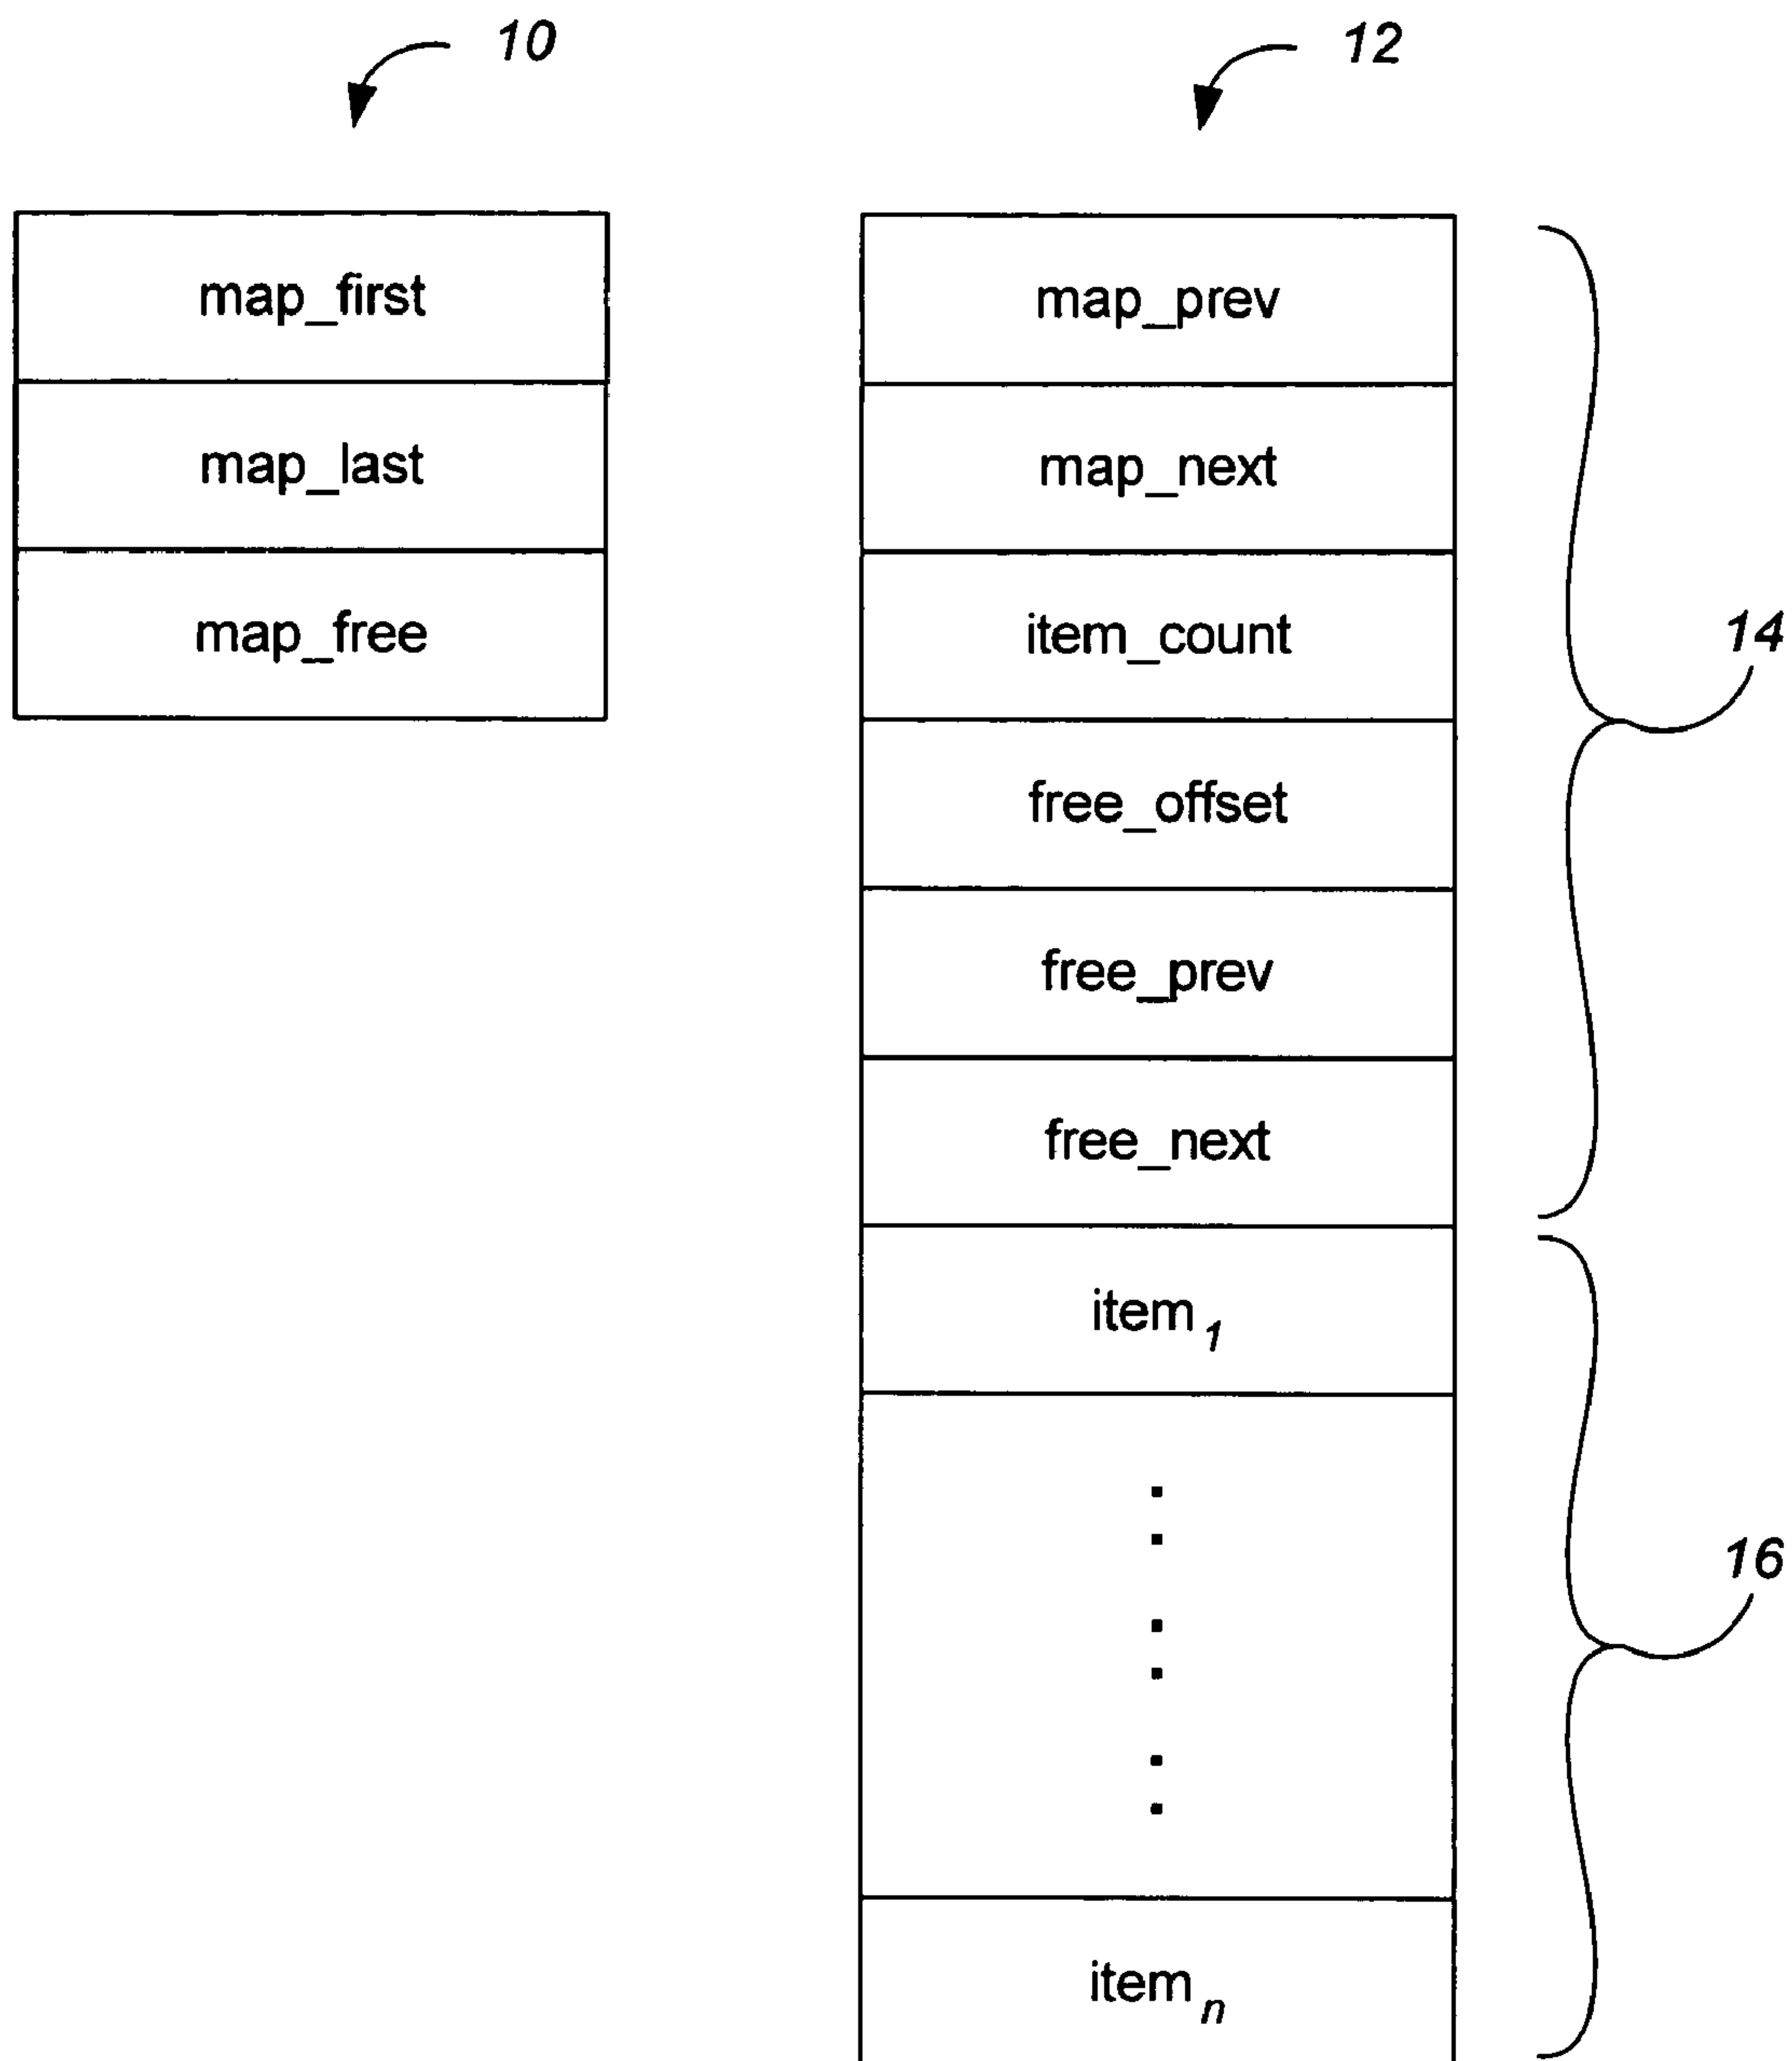 10
map_first
map_last
map_free
12
map_prev
map_next
item_count
free_offset
free_prev
free_next
item 1
item n
14
16